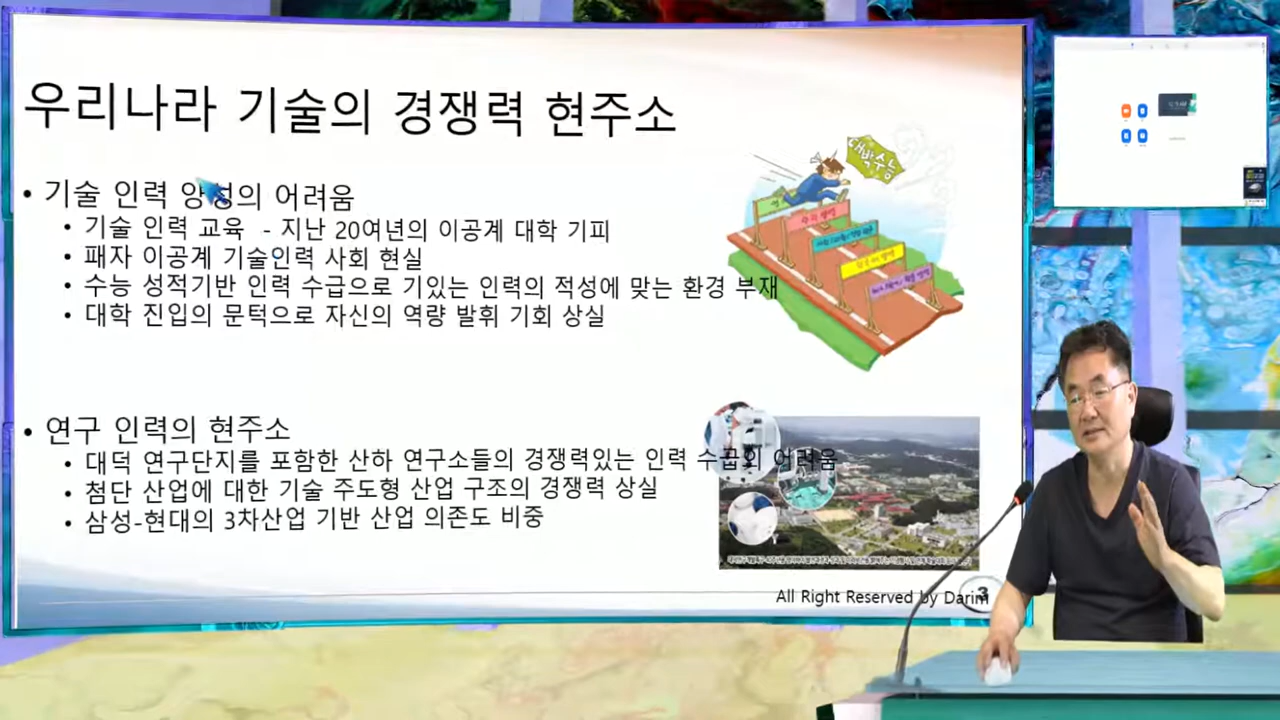 우리나라 기술의 경쟁력 현주소
• 기술 인력 양성의 어려움
• 기술 인력 교육 - 지난 20여년의 이공계 대학 기피
• 패자 이공계 기술인력 사회 현실
• 수능 성적기반 인력 수급으로 기있는 인력의 적성에 맞는 환경 부재
• 대학 진입의 문턱으로 자신의 역량 발휘 기회 상실
대박수능
• 연구 인력의 현주소
• 대덕 연구단지를 포함한 산하 연구소들의 경쟁력있는 인력 수급의 어려움
• 첨단 산업에 대한 기술 주도형 산업 구조의 경쟁력 상실
• 삼성-현대의 3차산업 기반 산업 의존도 비중
All Right Reserved by Darim
3